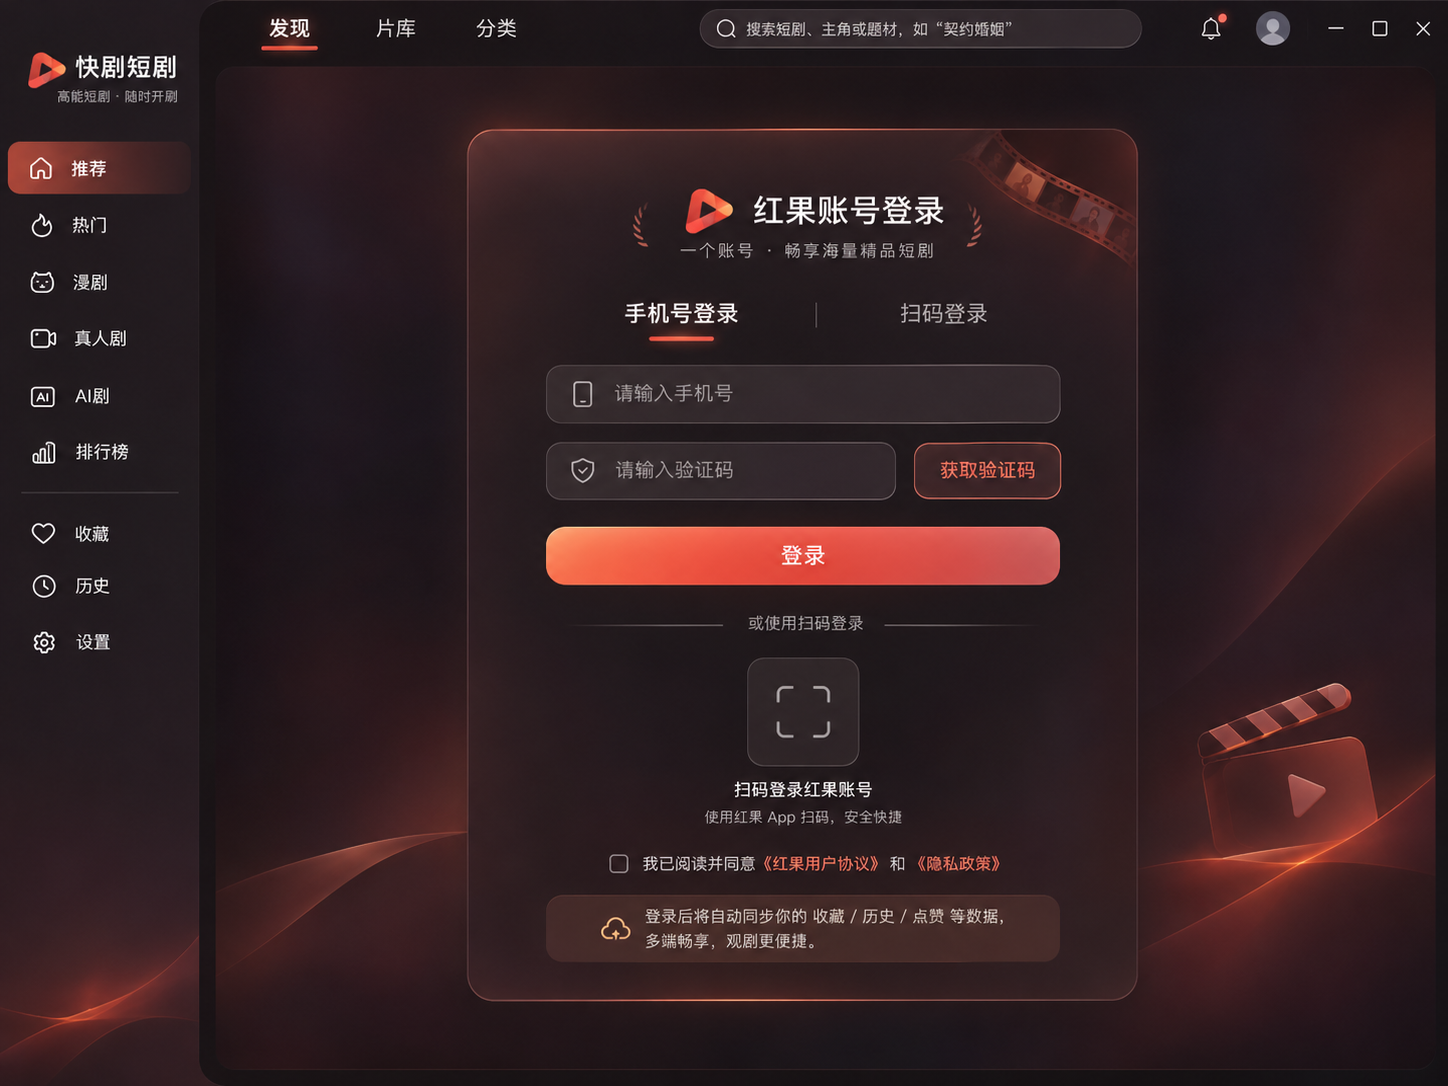 发现
片库
分类
搜索短剧、主角或题材，如“契约婚姻”
快剧短剧
高能短剧 · 随时开刷
推荐
热门
漫剧
真人剧
AI剧
排行榜
收藏
历史
设置
红果账号登录
一个账号 · 畅享海量精品短剧
手机号登录
扫码登录
请输入手机号
请输入验证码
获取验证码
登录
或使用扫码登录
扫码登录红果账号
使用红果 App 扫码，安全快捷
我已阅读并同意《红果用户协议》 和 《隐私政策》
登录后将自动同步你的 收藏 / 历史 / 点赞 等数据，
多端畅享，观剧更便捷。